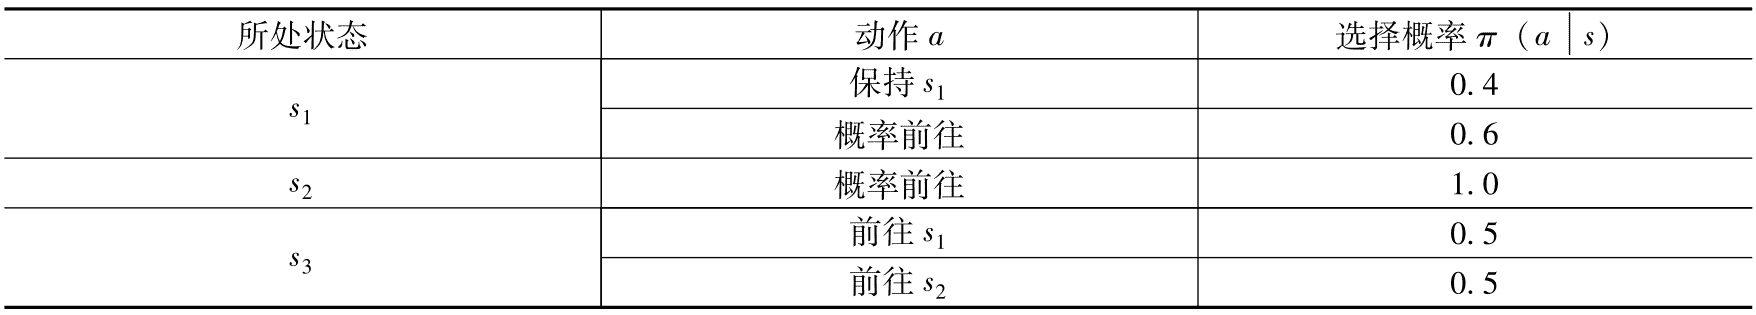 所处状态 动作 a 选择概率 π（a | s）
s1 保持 s1 0.4
概率前往 0.6
s2 概率前往 1.0
s3 前往 s1 0.5
前往 s2 0.5